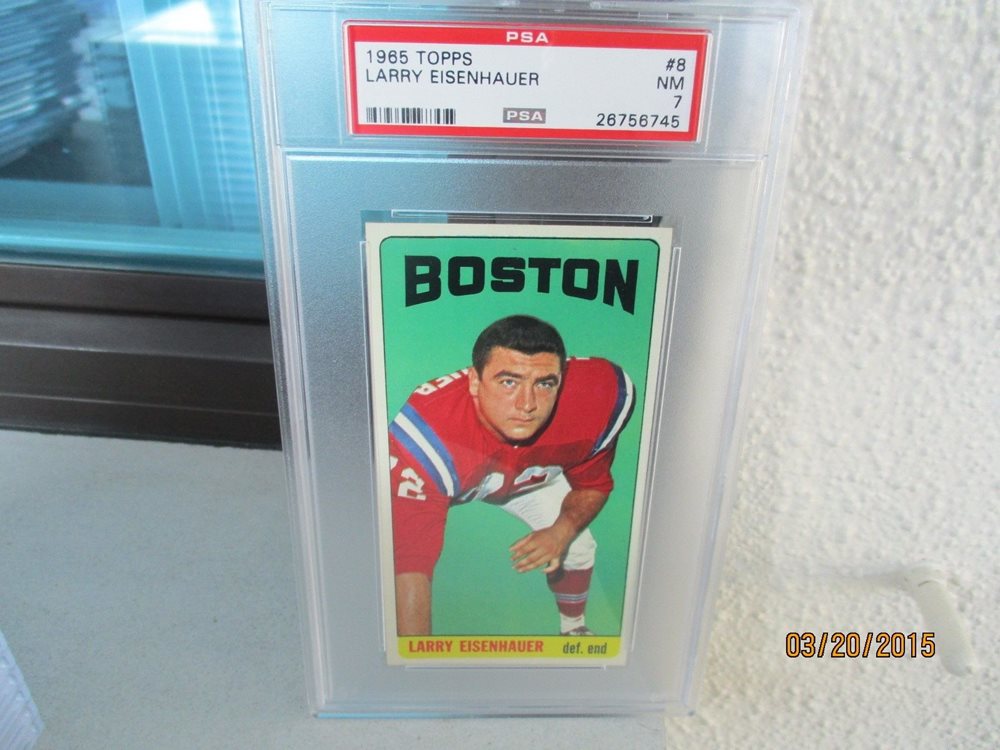 PSA
1965 TOPPS #8
LARRY EISENHAUER NM
7
PSA 26756745
BOSTON
LARRY EISENHAUER def. end
03/20/2015